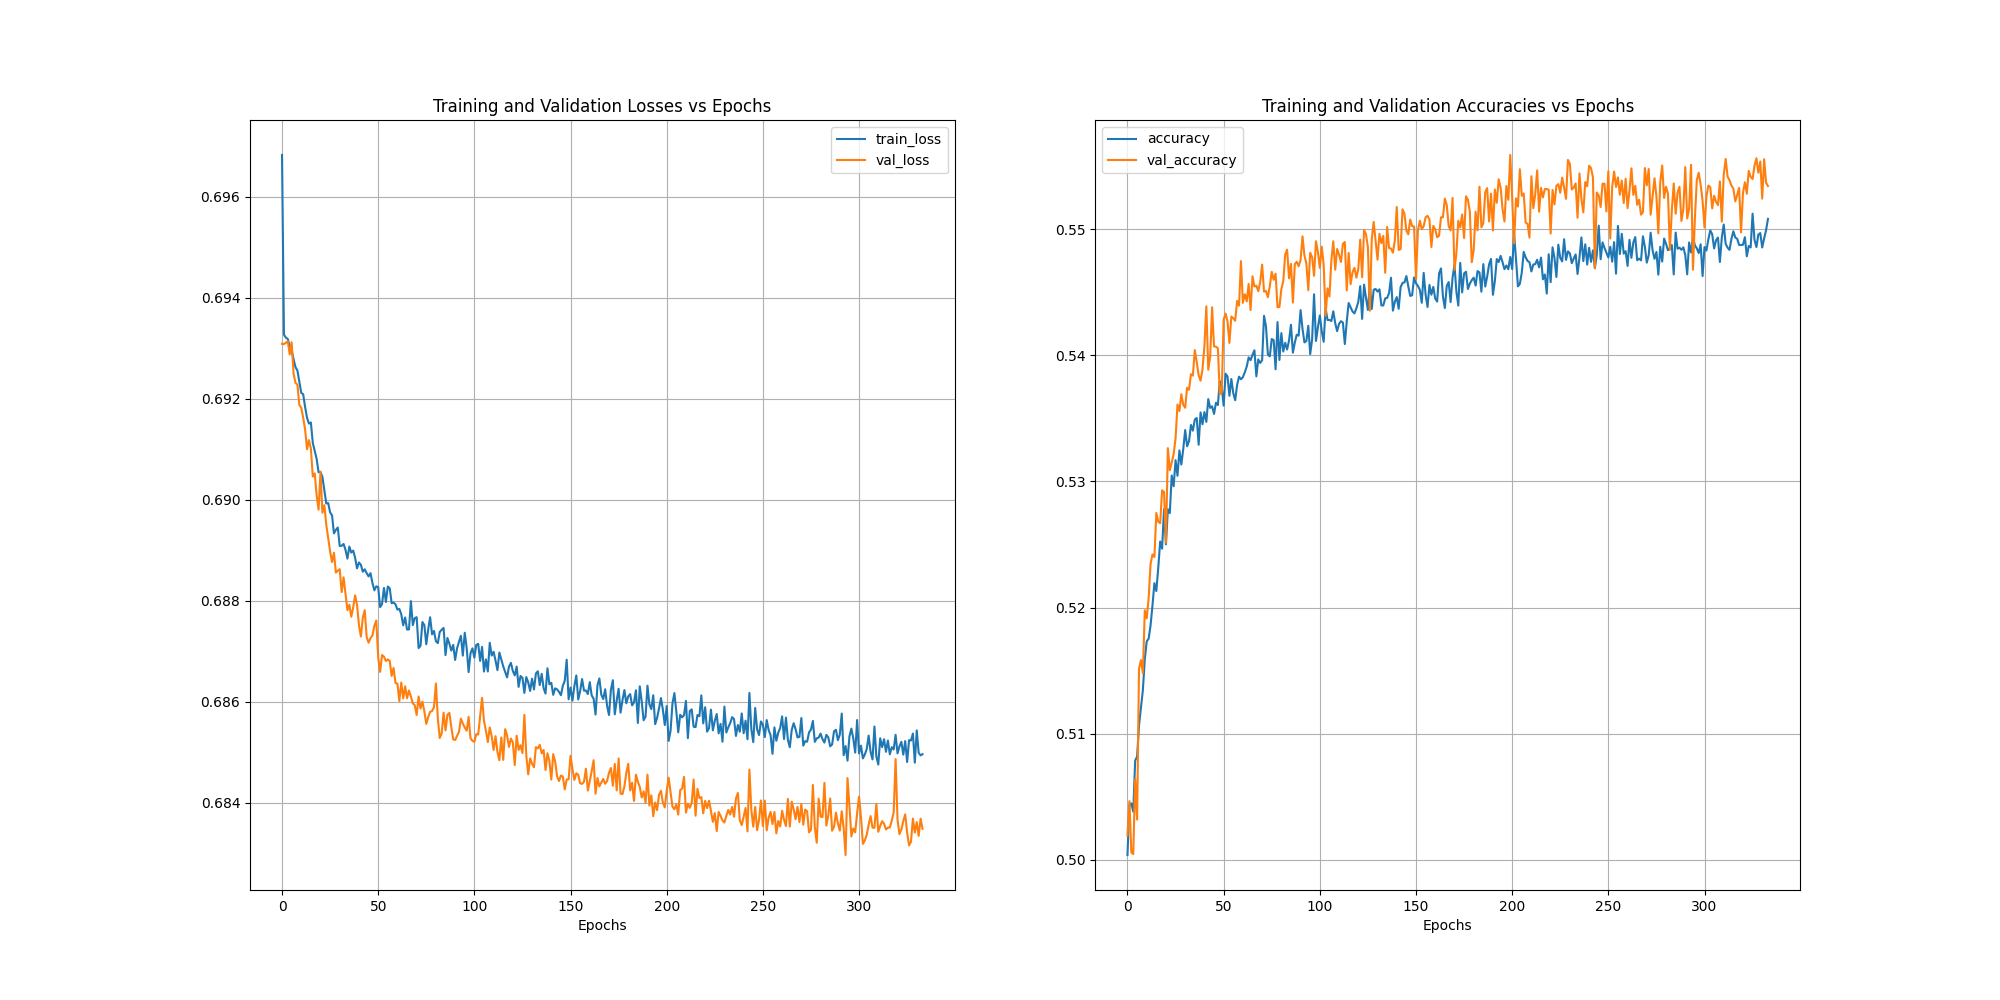 Training and Validation Losses vs Epochs
train_loss
val_loss
0.696
0.694
0.692
0.690
0.688
0.686
0.684
0 50 100 150 200 250 300
Epochs
Training and Validation Accuracies vs Epochs
accuracy
val_accuracy
0.55
0.54
0.53
0.52
0.51
0.50
0 50 100 150 200 250 300
Epochs